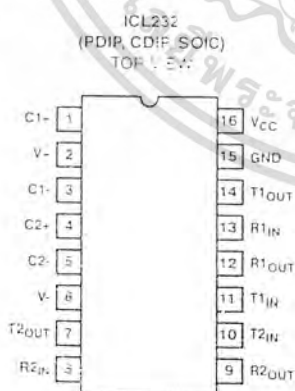 ICL232
(PDIP, CDIP, SOIC)
TOP VIEW
C1+ 1
V+ 2
C1- 3
C2+ 4
C2- 5
V- 6
T2OUT 7
R2IN 8
16 VCC
15 GND
14 T1OUT
13 R1IN
12 R1OUT
11 T1IN
10 T2IN
9 R2OUT